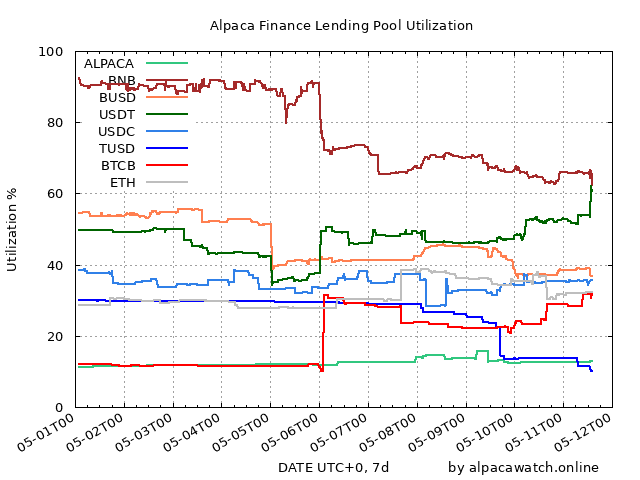 Alpaca Finance Lending Pool Utilization
100
80
60
40
20
0
Utilization %
ALPACA
BNB
BUSD
USDT
USDC
TUSD
BTCB
ETH
05-01T00
05-02T00
05-03T00
05-04T00
05-05T00
05-06T00
05-07T00
05-08T00
05-09T00
05-10T00
05-11T00
05-12T00
DATE UTC+0, 7d
by alpacawatch.online